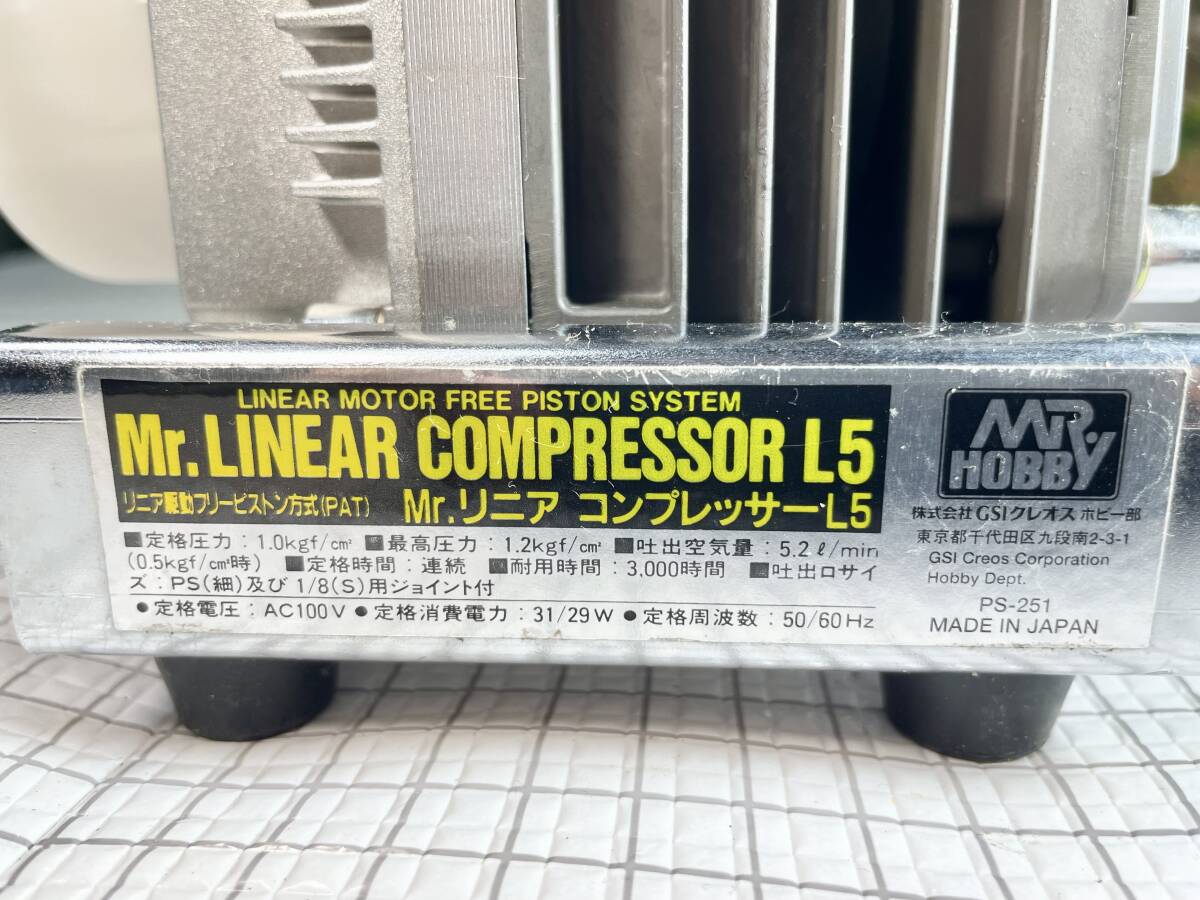 LINEAR MOTOR FREE PISTON SYSTEM
Mr. LINEAR COMPRESSOR L5
リニア駆動フリーピストン方式(PAT) Mr.リニア コンプレッサーL5
■定格圧力：1.0kgf/cm² ■最高圧力：1.2kgf/cm² ■吐出空気量：5.2ℓ/min
(0.5kgf/cm²時) ■定格時間：連続 ■耐用時間：3,000時間 ■吐出口サイ
ズ：PS(細)及び1/8(S)用ジョイント付
●定格電圧：AC100V ●定格消費電力：31/29W ●定格周波数：50/60Hz
MR. HOBBY
株式会社GSIクレオス ホビー部
東京都千代田区九段南2-3-1
GSI Creos Corporation
Hobby Dept.
PS-251
MADE IN JAPAN